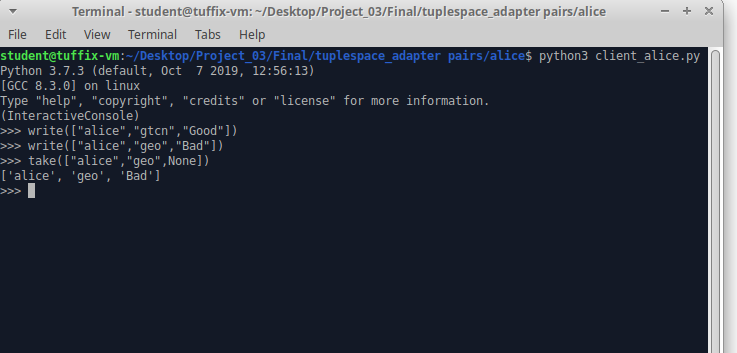 Terminal - student@tuffix-vm: ~/Desktop/Project_03/Final/tuplespace_adapter pairs/alice
File Edit View Terminal Tabs Help
student@tuffix-vm:~/Desktop/Project_03/Final/tuplespace_adapter pairs/alice$ python3 client_alice.py
Python 3.7.3 (default, Oct  7 2019, 12:56:13)
[GCC 8.3.0] on linux
Type "help", "copyright", "credits" or "license" for more information.
(InteractiveConsole)
>>> write(["alice","gtcn","Good"])
>>> write(["alice","geo","Bad"])
>>> take(["alice","geo",None])
['alice', 'geo', 'Bad']
>>>